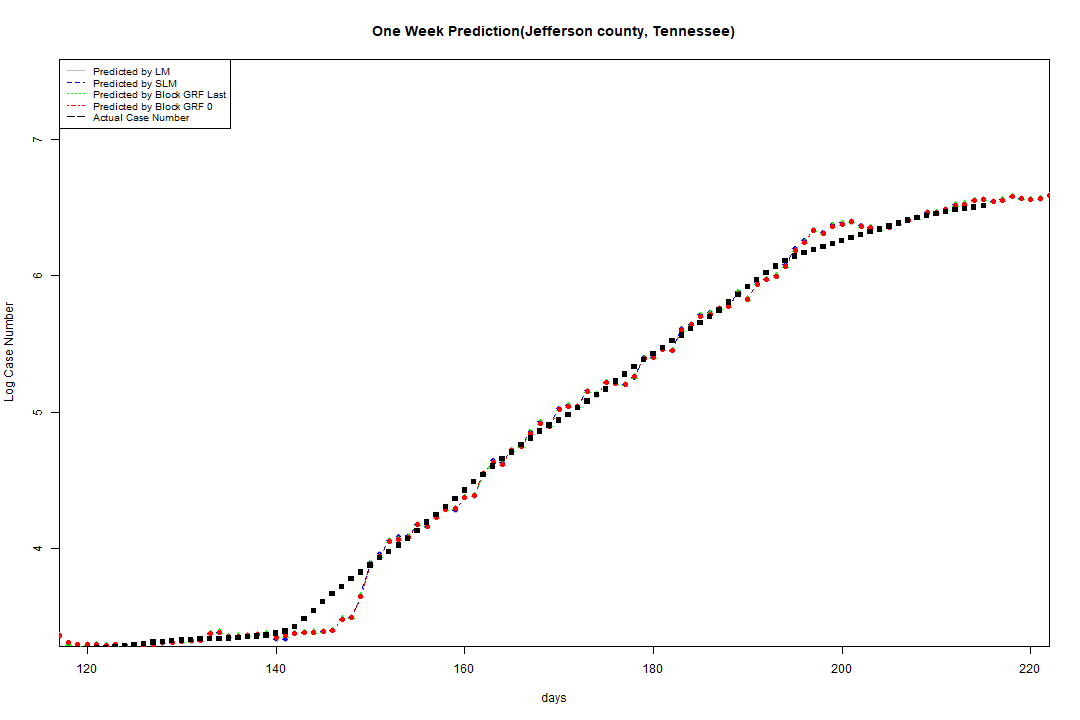 One Week Prediction(Jefferson county, Tennessee)
Predicted by LM
Predicted by SLM
Predicted by Block GRF Last
Predicted by Block GRF 0
Actual Case Number
7
6
5
4
Log Case Number
120 140 160 180 200 220
days